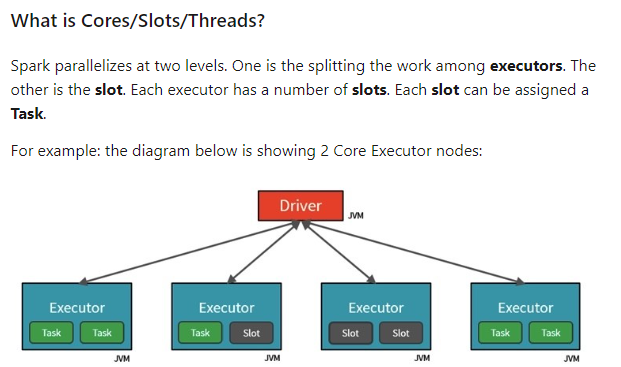 What is Cores/Slots/Threads?
Spark parallelizes at two levels. One is the splitting the work among executors. The
other is the slot. Each executor has a number of slots. Each slot can be assigned a
Task.
For example: the diagram below is showing 2 Core Executor nodes:
Driver
JVM
Executor
Task Task
JVM
Executor
Task Slot
JVM
Executor
Slot Slot
JVM
Executor
Task Task
JVM